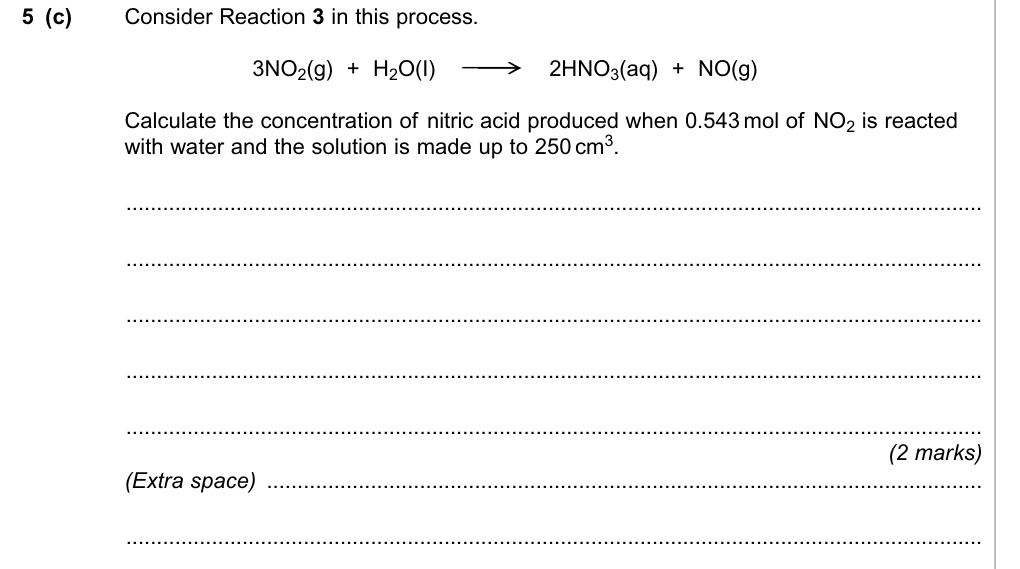 5 (c) Consider Reaction 3 in this process.
3NO₂(g) + H₂O(l) ⟶ 2HNO₃(aq) + NO(g)
Calculate the concentration of nitric acid produced when 0.543 mol of NO₂ is reacted
with water and the solution is made up to 250 cm³.
(2 marks)
(Extra space)